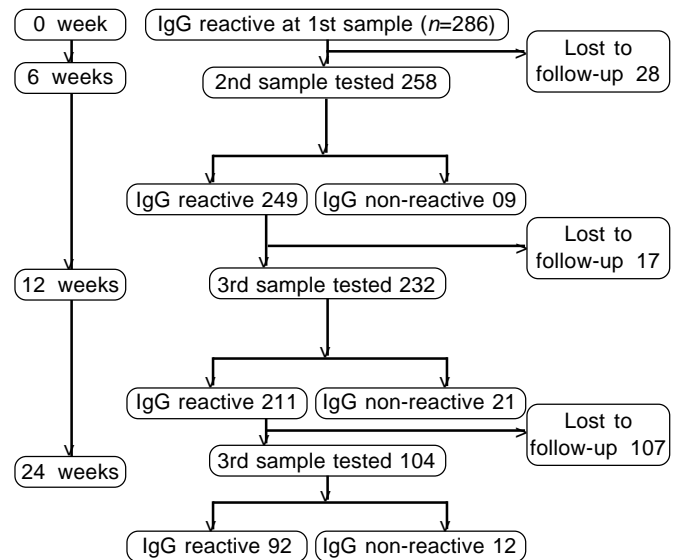 0 week
IgG reactive at 1st sample (n=286)
Lost to
follow-up 28
6 weeks
2nd sample tested 258
IgG reactive 249
IgG non-reactive 09
Lost to
follow-up 17
12 weeks
3rd sample tested 232
IgG reactive 211
IgG non-reactive 21
Lost to
follow-up 107
24 weeks
3rd sample tested 104
IgG reactive 92
IgG non-reactive 12